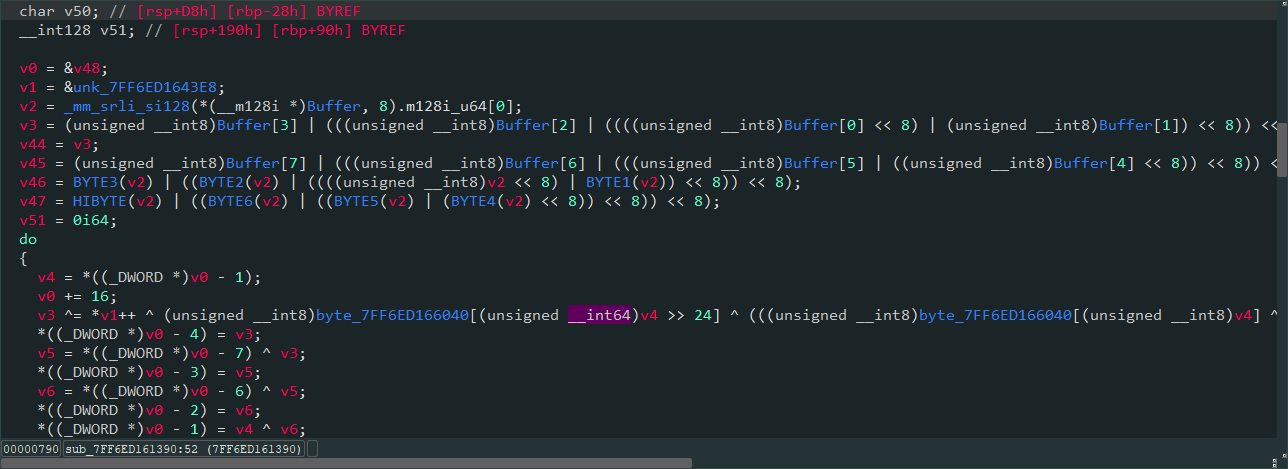 char v50; // [rsp+D8h] [rbp-28h] BYREF
__int128 v51; // [rsp+190h] [rbp+90h] BYREF
v0 = &v48;
v1 = &unk_7FF6ED1643E8;
v2 = _mm_srli_si128(*(__m128i *)Buffer, 8).m128i_u64[0];
v3 = (unsigned __int8)Buffer[3] | (((unsigned __int8)Buffer[2] | ((((unsigned __int8)Buffer[0] << 8) | (unsigned __int8)Buffer[1]) << 8)) <<
v44 = v3;
v45 = (unsigned __int8)Buffer[7] | (((unsigned __int8)Buffer[6] | (((unsigned __int8)Buffer[5] | ((unsigned __int8)Buffer[4] << 8)) << 8)) <
v46 = BYTE3(v2) | ((BYTE2(v2) | ((((unsigned __int8)v2 << 8) | BYTE1(v2)) << 8)) << 8);
v47 = HIBYTE(v2) | ((BYTE6(v2) | ((BYTE5(v2) | (BYTE4(v2) << 8)) << 8)) << 8);
v51 = 0i64;
do
{
v4 = *((_DWORD *)v0 - 1);
v0 += 16;
v3 ^= *v1++ ^ (unsigned __int8)byte_7FF6ED166040[(unsigned __int64)v4 >> 24] ^ (((unsigned __int8)byte_7FF6ED166040[(unsigned __int8)v4] ^
*((_DWORD *)v0 - 4) = v3;
v5 = *((_DWORD *)v0 - 7) ^ v3;
*((_DWORD *)v0 - 3) = v5;
v6 = *((_DWORD *)v0 - 6) ^ v5;
*((_DWORD *)v0 - 2) = v6;
*((_DWORD *)v0 - 1) = v4 ^ v6;
00000790 sub_7FF6ED161390:52 (7FF6ED161390)